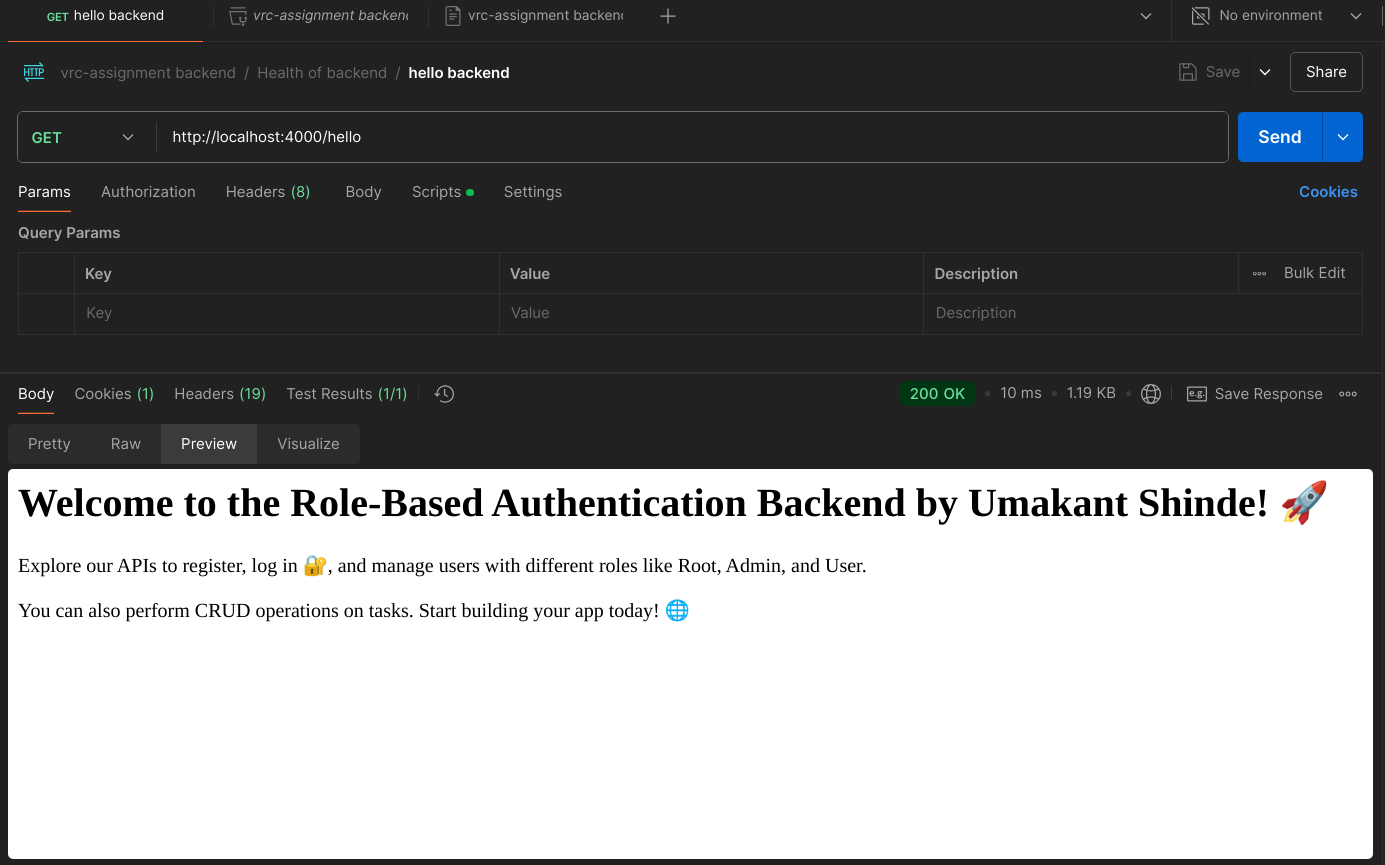 GET hello backend vrc-assignment backend vrc-assignment backend No environment
HTTP vrc-assignment backend / Health of backend / hello backend Save Share
GET http://localhost:4000/hello Send
Params Authorization Headers (8) Body Scripts Settings Cookies
Query Params
Key Value Description Bulk Edit
Key Value Description
Body Cookies (1) Headers (19) Test Results (1/1) 200 OK • 10 ms • 1.19 KB • e.g. Save Response
Pretty Raw Preview Visualize
Welcome to the Role-Based Authentication Backend by Umakant Shinde! 🚀
Explore our APIs to register, log in 🔐, and manage users with different roles like Root, Admin, and User.
You can also perform CRUD operations on tasks. Start building your app today! 🌐